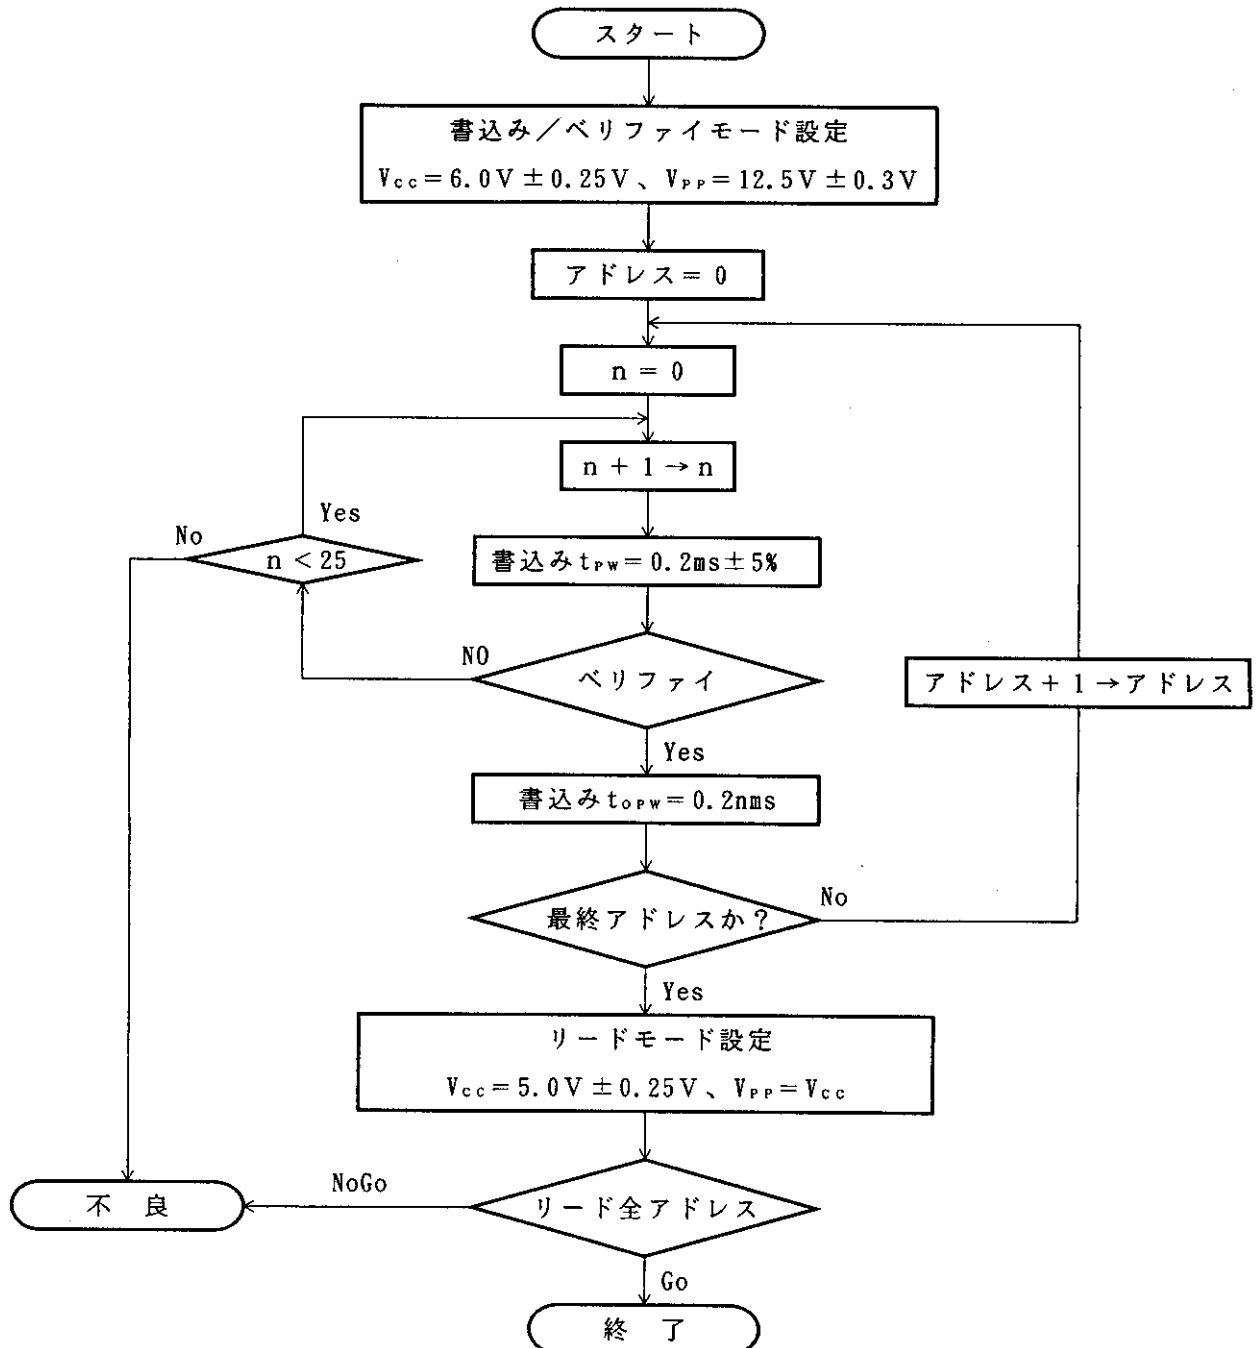 スタート
書込み／ベリファイモード設定
Vcc＝6.0V±0.25V、VPP＝12.5V±0.3V
アドレス＝0
n＝0
n＋1→n
Yes
No
n＜25
書込みtPW＝0.2ms±5%
NO
ベリファイ
アドレス＋1→アドレス
Yes
書込みtOPW＝0.2nms
No
最終アドレスか？
Yes
リードモード設定
Vcc＝5.0V±0.25V、VPP＝Vcc
NoGo
不 良
リード全アドレス
Go
終 了